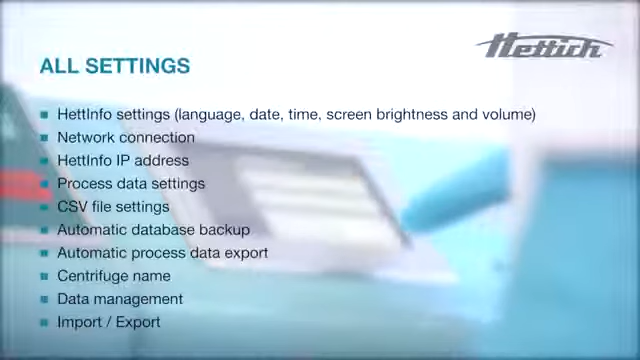 Hettich
ALL SETTINGS
HettInfo settings (language, date, time, screen brightness and volume)
Network connection
HettInfo IP address
Process data settings
CSV file settings
Automatic database backup
Automatic process data export
Centrifuge name
Data management
Import / Export